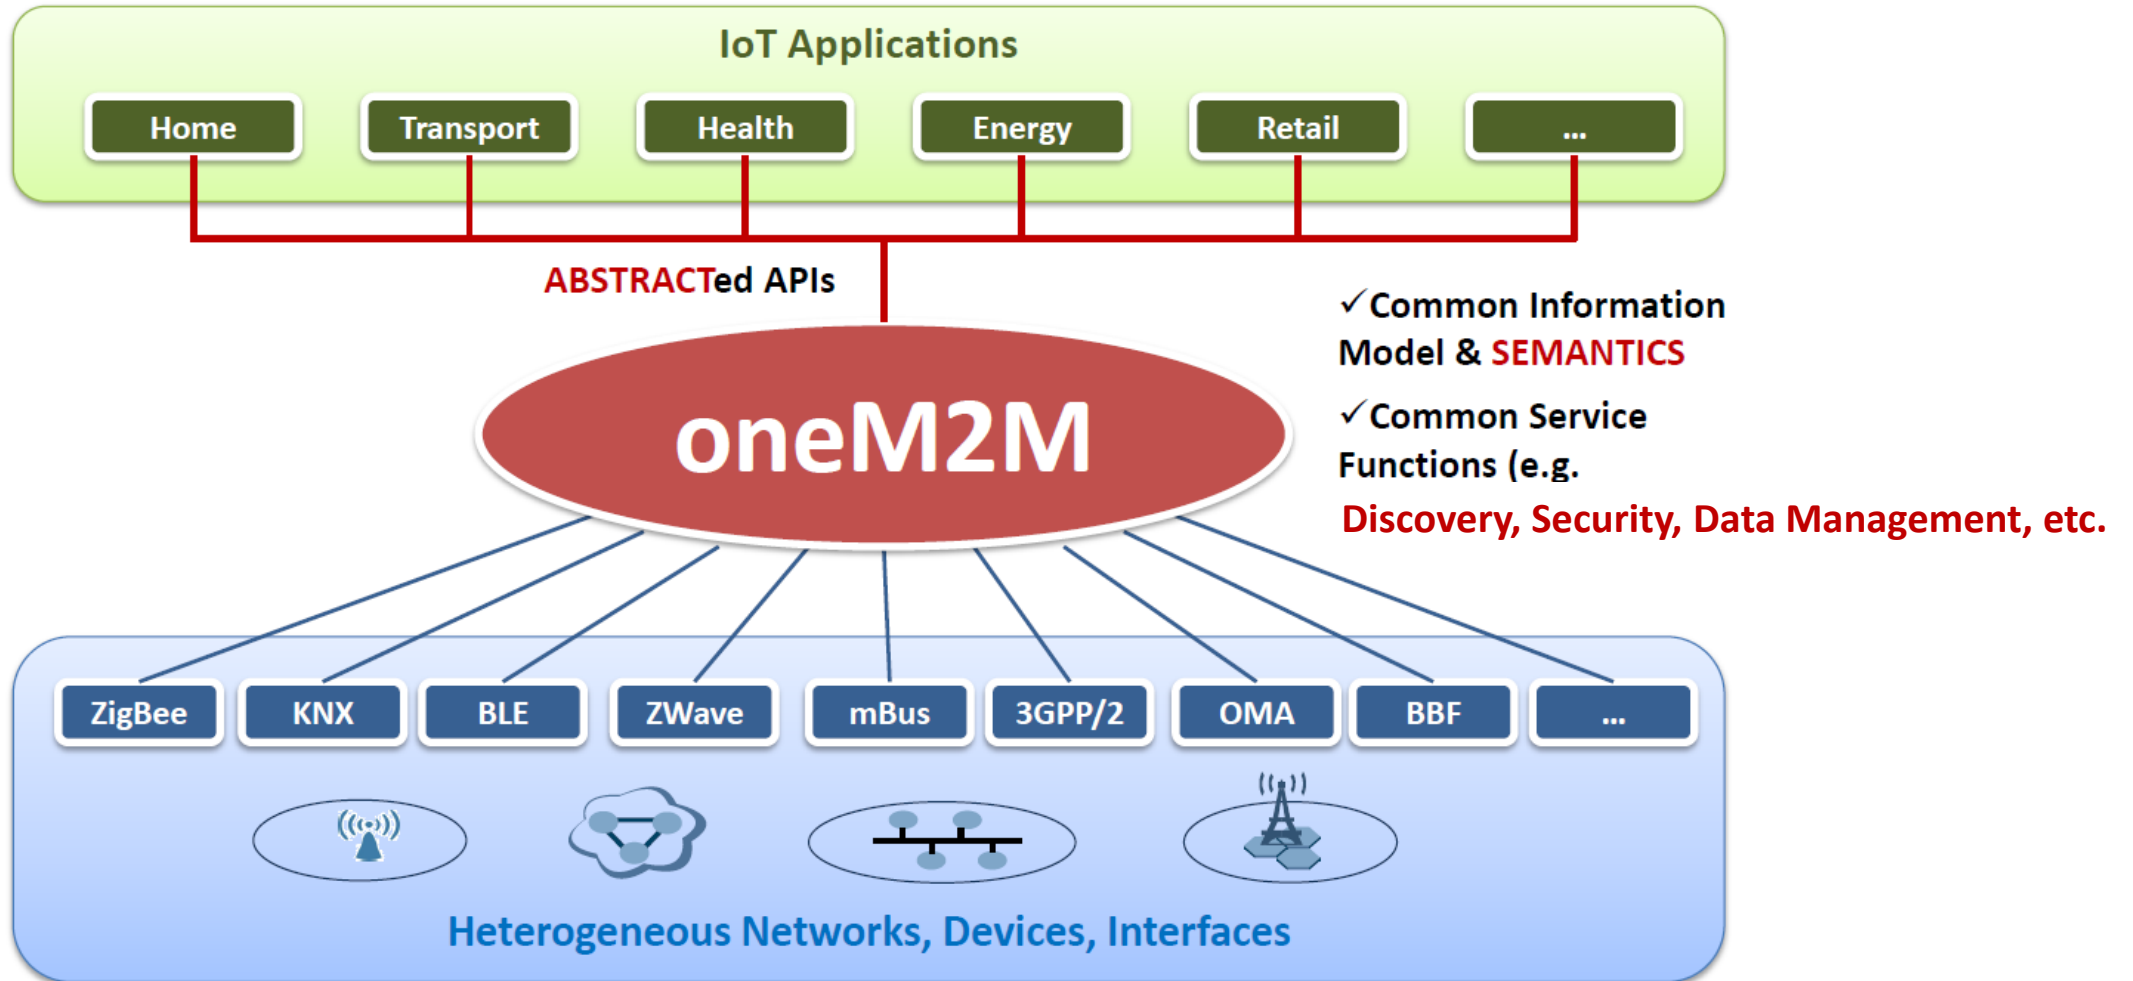 IoT Applications
Home
Transport
Health
Energy
Retail
...
ABSTRACTed APIs
oneM2M
✓Common Information
Model & SEMANTICS
✓Common Service
Functions (e.g.
Discovery, Security, Data Management, etc.
ZigBee
KNX
BLE
ZWave
mBus
3GPP/2
OMA
BBF
...
Heterogeneous Networks, Devices, Interfaces